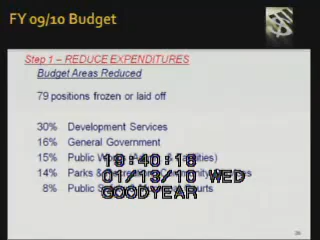 FY 09/10 Budget
Step 1 – REDUCE EXPENDITURES
Budget Areas Reduced
79 positions frozen or laid off
30% Development Services
16% General Government
15% Public
14% Parks &
8% Public
19:40:18
01/13/10 WED
GOODYEAR